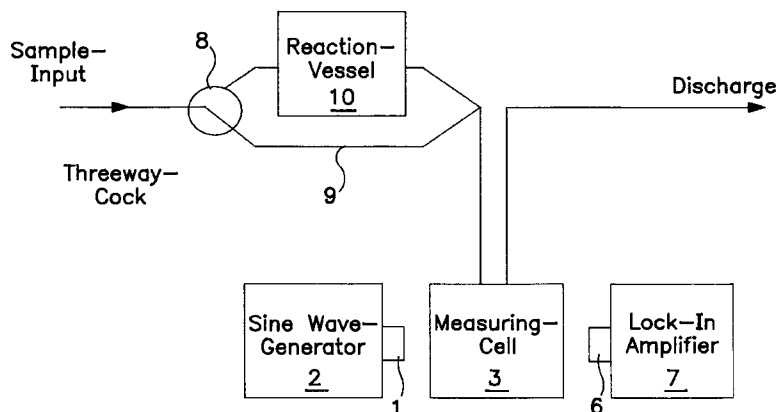 8
Sample-
Input
Reaction-
Vessel
10
Discharge
Threeway-
Cock
9
Sine Wave-
Generator
2
1
Measuring-
Cell
3
Lock-In
Amplifier
7
6